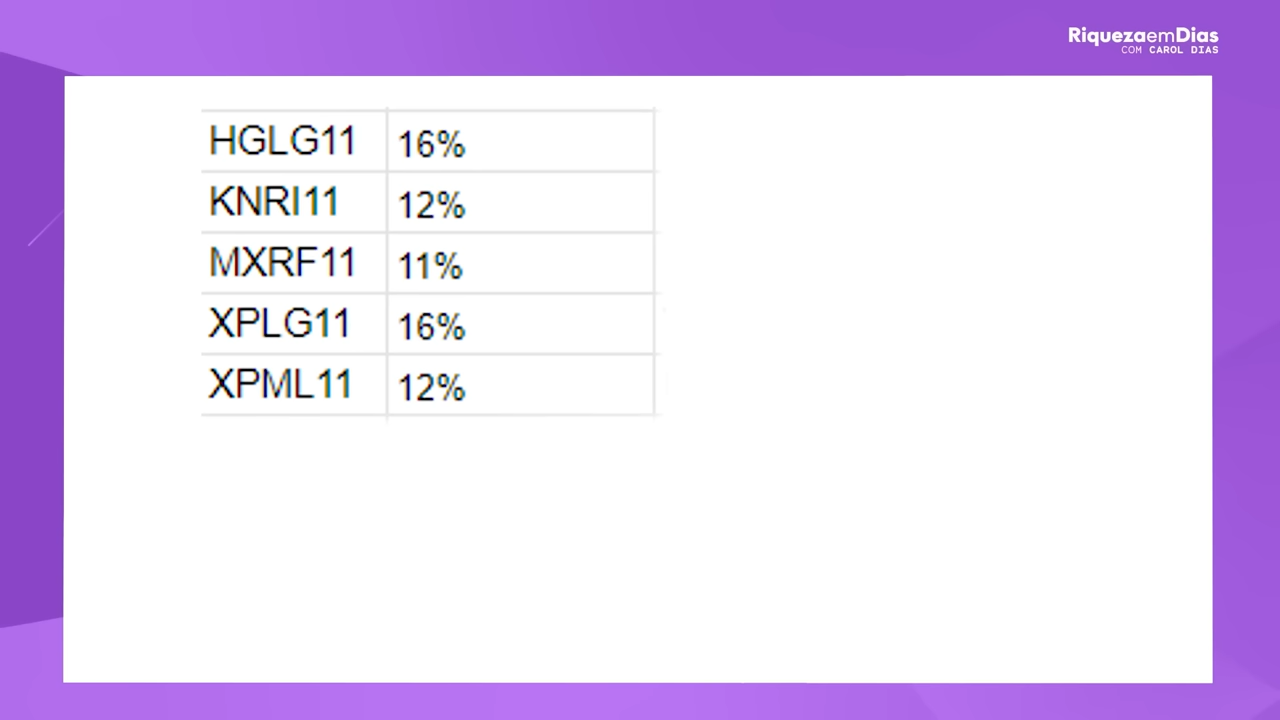 RiquezaemDias
COM CAROL DIAS
HGLG11 16%
KNRI11 12%
MXRF11 11%
XPLG11 16%
XPML11 12%